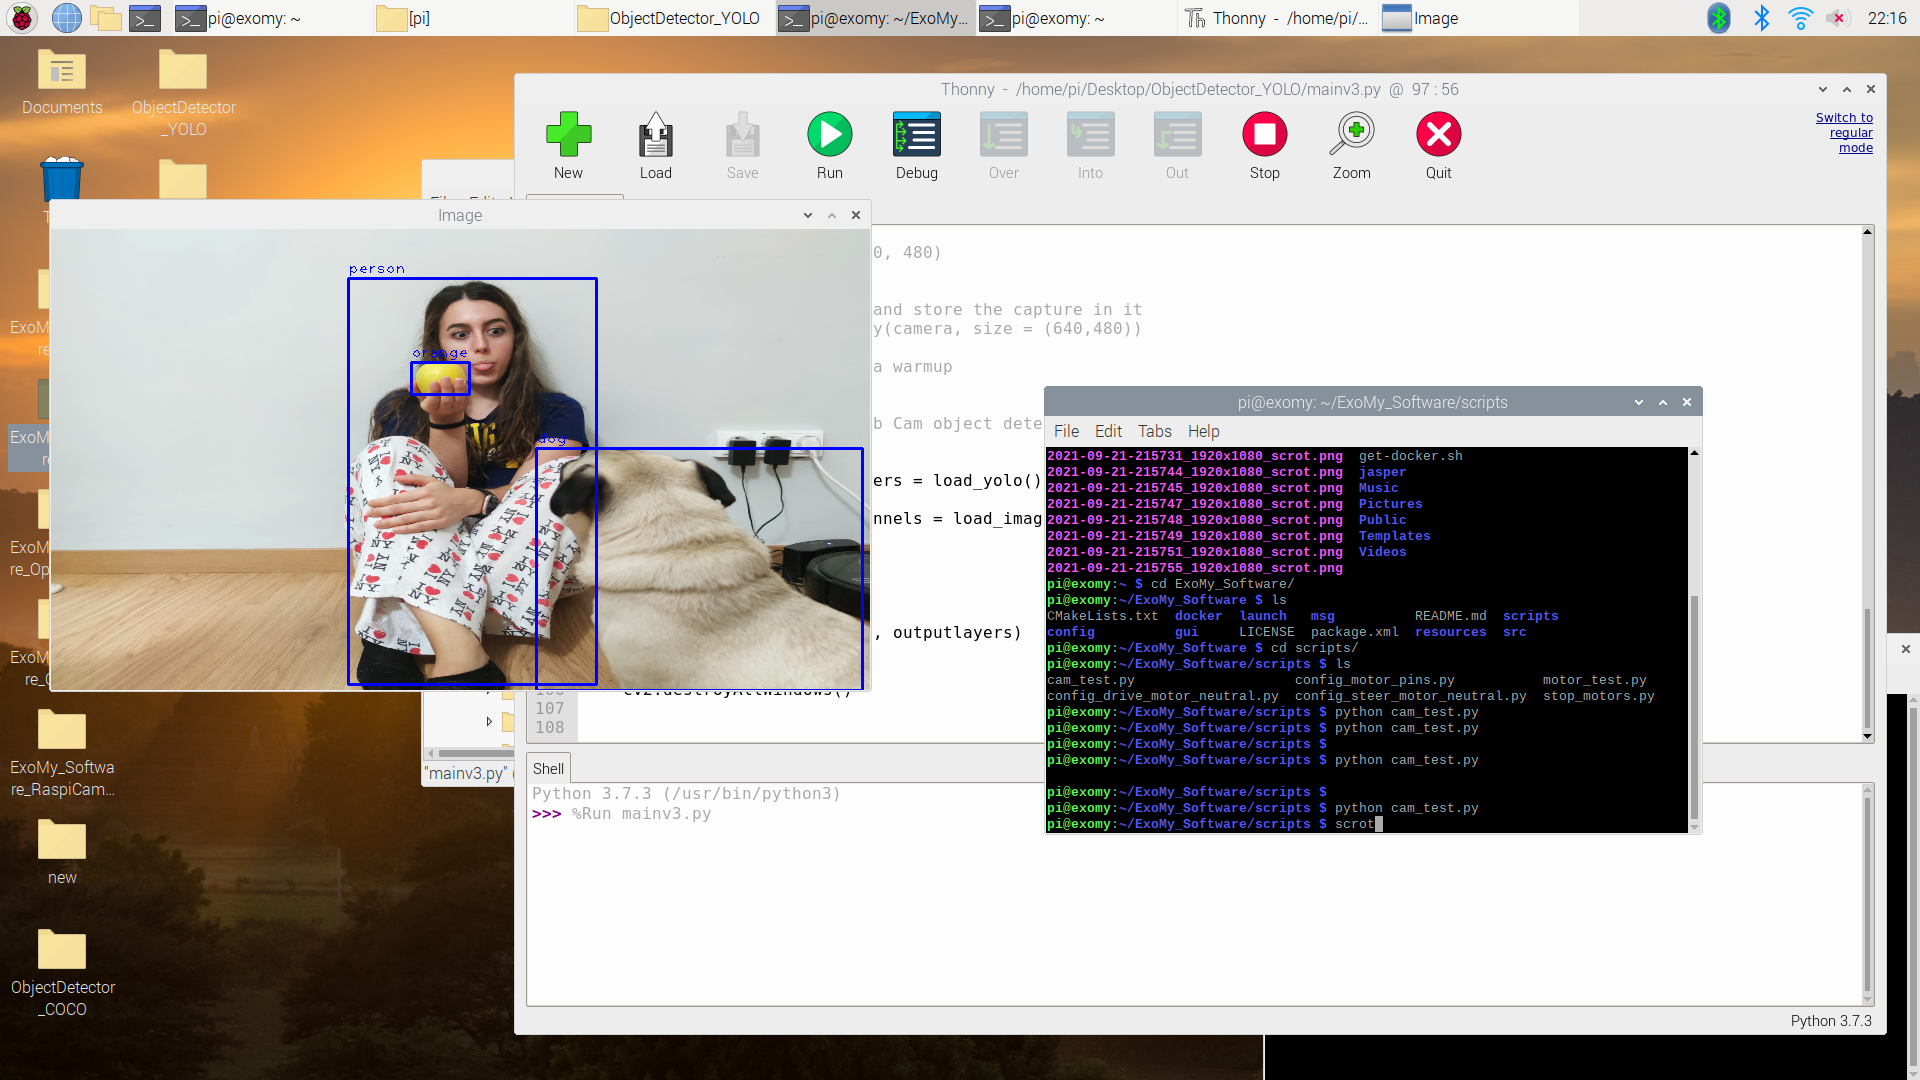 pi@exomy: ~
[pi]
ObjectDetector_YOLO
pi@exomy: ~/ExoMy...
pi@exomy: ~
Thonny - /home/pi/...
Image
22:16
Documents
ObjectDetector
_YOLO
ExoMy_Softwa
re_RaspiCam...
new
ObjectDetector
_COCO
Thonny - /home/pi/Desktop/ObjectDetector_YOLO/mainv3.py @ 97 : 56
New
Load
Save
Run
Debug
Over
Into
Out
Stop
Zoom
Quit
Switch to
regular
mode
Image
person
orange
dog
0, 480)
and store the capture in it
y(camera, size = (640,480))
a warmup
b Cam object dete
ers = load_yolo()
nnels = load_imag
, outputlayers)
107
108
"mainv3.py" (
Shell
Python 3.7.3 (/usr/bin/python3)
>>> %Run mainv3.py
Python 3.7.3
pi@exomy: ~/ExoMy_Software/scripts
File Edit Tabs Help
2021-09-21-215731_1920x1080_scrot.png get-docker.sh
2021-09-21-215744_1920x1080_scrot.png jasper
2021-09-21-215745_1920x1080_scrot.png Music
2021-09-21-215747_1920x1080_scrot.png Pictures
2021-09-21-215748_1920x1080_scrot.png Public
2021-09-21-215749_1920x1080_scrot.png Templates
2021-09-21-215751_1920x1080_scrot.png Videos
2021-09-21-215755_1920x1080_scrot.png
pi@exomy:~ $ cd ExoMy_Software/
pi@exomy:~/ExoMy_Software $ ls
CMakeLists.txt docker launch msg README.md scripts
config gui LICENSE package.xml resources src
pi@exomy:~/ExoMy_Software $ cd scripts/
pi@exomy:~/ExoMy_Software/scripts $ ls
cam_test.py config_motor_pins.py motor_test.py
config_drive_motor_neutral.py config_steer_motor_neutral.py stop_motors.py
pi@exomy:~/ExoMy_Software/scripts $ python cam_test.py
pi@exomy:~/ExoMy_Software/scripts $ python cam_test.py
pi@exomy:~/ExoMy_Software/scripts $
pi@exomy:~/ExoMy_Software/scripts $ python cam_test.py
pi@exomy:~/ExoMy_Software/scripts $
pi@exomy:~/ExoMy_Software/scripts $ python cam_test.py
pi@exomy:~/ExoMy_Software/scripts $ scrot